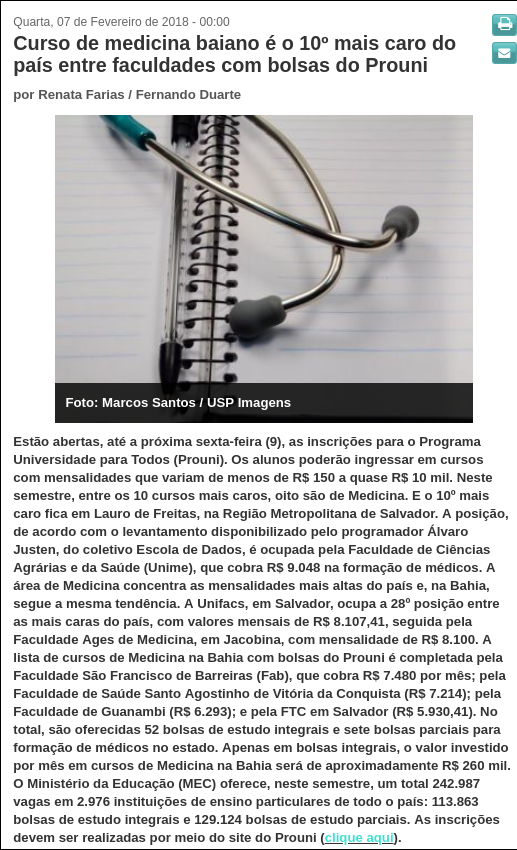 Quarta, 07 de Fevereiro de 2018 - 00:00
Curso de medicina baiano é o 10º mais caro do
país entre faculdades com bolsas do Prouni
por Renata Farias / Fernando Duarte
Foto: Marcos Santos / USP Imagens
Estão abertas, até a próxima sexta-feira (9), as inscrições para o Programa
Universidade para Todos (Prouni). Os alunos poderão ingressar em cursos
com mensalidades que variam de menos de R$ 150 a quase R$ 10 mil. Neste
semestre, entre os 10 cursos mais caros, oito são de Medicina. E o 10º mais
caro fica em Lauro de Freitas, na Região Metropolitana de Salvador. A posição,
de acordo com o levantamento disponibilizado pelo programador Álvaro
Justen, do coletivo Escola de Dados, é ocupada pela Faculdade de Ciências
Agrárias e da Saúde (Unime), que cobra R$ 9.048 na formação de médicos. A
área de Medicina concentra as mensalidades mais altas do país e, na Bahia,
segue a mesma tendência. A Unifacs, em Salvador, ocupa a 28º posição entre
as mais caras do país, com valores mensais de R$ 8.107,41, seguida pela
Faculdade Ages de Medicina, em Jacobina, com mensalidade de R$ 8.100. A
lista de cursos de Medicina na Bahia com bolsas do Prouni é completada pela
Faculdade São Francisco de Barreiras (Fab), que cobra R$ 7.480 por mês; pela
Faculdade de Saúde Santo Agostinho de Vitória da Conquista (R$ 7.214); pela
Faculdade de Guanambi (R$ 6.293); e pela FTC em Salvador (R$ 5.930,41). No
total, são oferecidas 52 bolsas de estudo integrais e sete bolsas parciais para
formação de médicos no estado. Apenas em bolsas integrais, o valor investido
por mês em cursos de Medicina na Bahia será de aproximadamente R$ 260 mil.
O Ministério da Educação (MEC) oferece, neste semestre, um total 242.987
vagas em 2.976 instituições de ensino particulares de todo o país: 113.863
bolsas de estudo integrais e 129.124 bolsas de estudo parciais. As inscrições
devem ser realizadas por meio do site do Prouni (clique aqui).